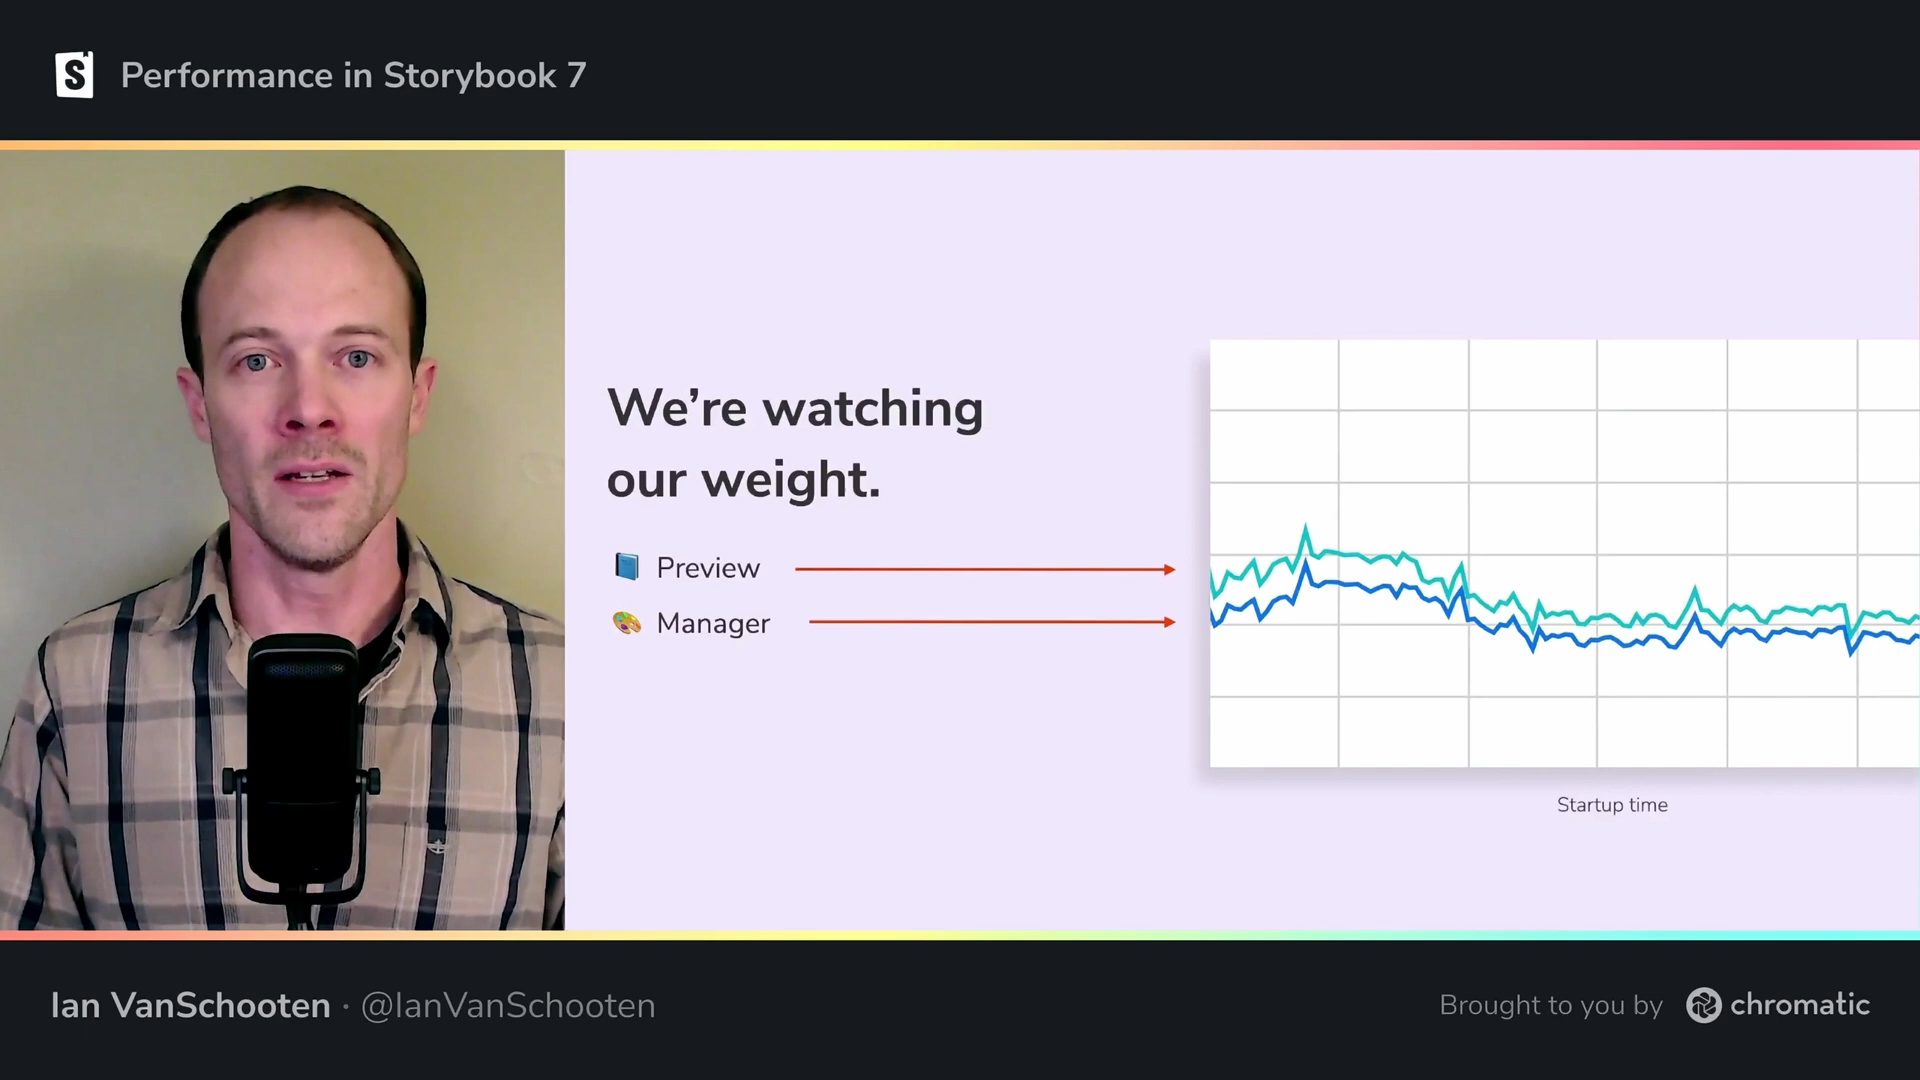 S Performance in Storybook 7
We’re watching
our weight.
Preview
Manager
Startup time
Ian VanSchooten · @IanVanSchooten
Brought to you by chromatic